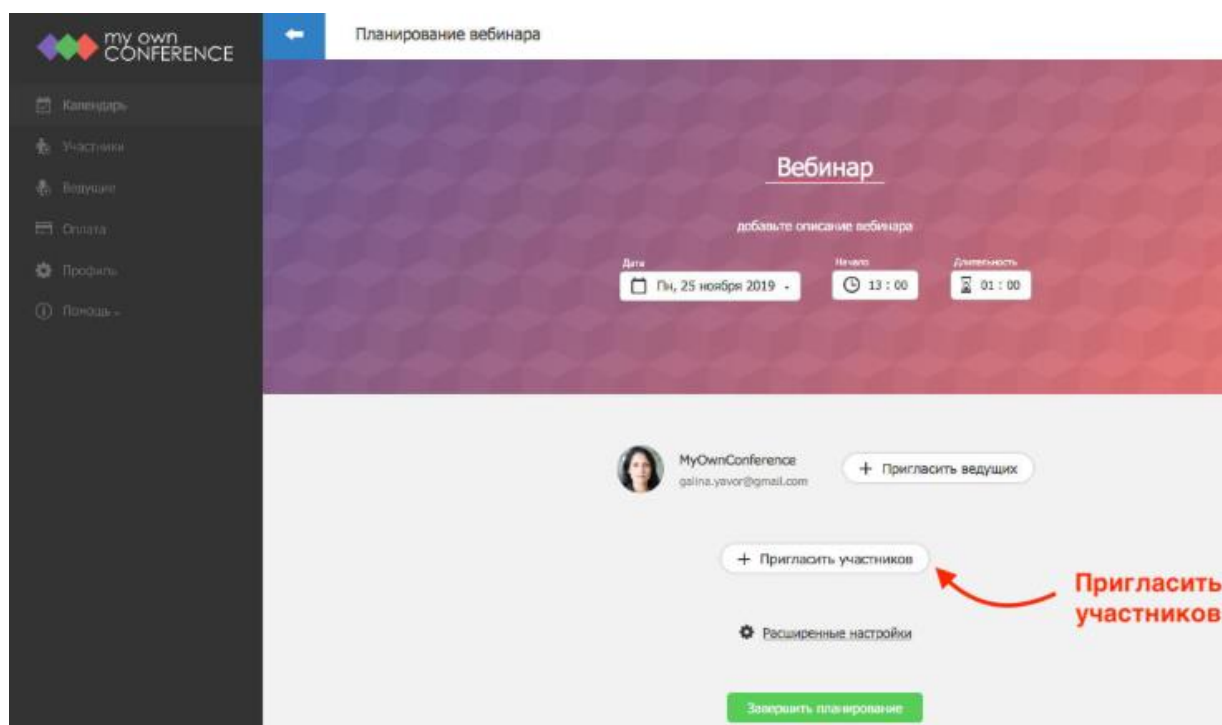 my own
CONFERENCE
Планирование вебинара
Календарь
Участники
Ведущие
Оплата
Профиль
Помощь
Вебинар
добавьте описание вебинара
Дата
Начало
Длительность
Пн, 25 ноября 2019
13 : 00
01 : 00
MyOwnConference
galina.yavor@gmail.com
+ Пригласить ведущих
+ Пригласить участников
Пригласить
участников
Расширенные настройки
Завершить планирование